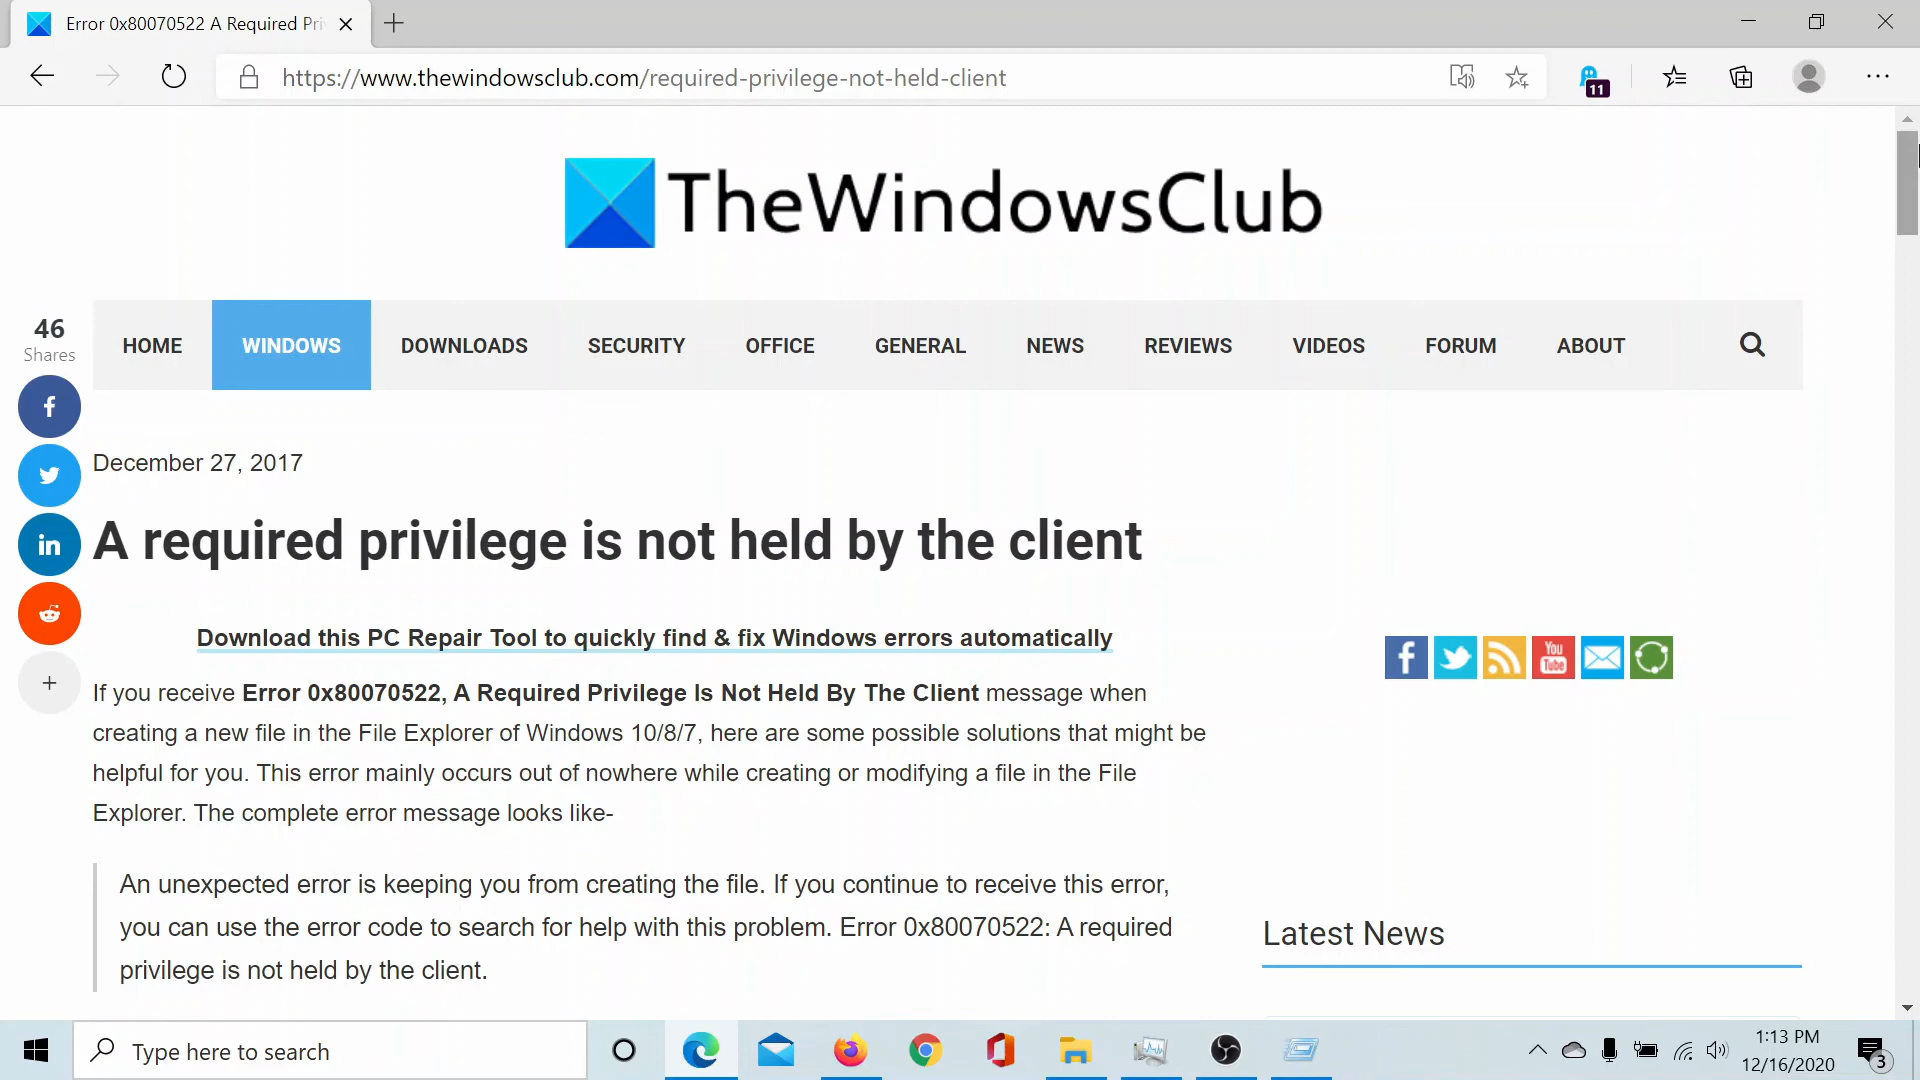 Error 0x80070522 A Required Pri
https://www.thewindowsclub.com/required-privilege-not-held-client
11
TheWindowsClub
46
Shares
HOME WINDOWS DOWNLOADS SECURITY OFFICE GENERAL NEWS REVIEWS VIDEOS FORUM ABOUT
December 27, 2017
A required privilege is not held by the client
Download this PC Repair Tool to quickly find & fix Windows errors automatically
You
Tube
If you receive Error 0x80070522, A Required Privilege Is Not Held By The Client message when
creating a new file in the File Explorer of Windows 10/8/7, here are some possible solutions that might be
helpful for you. This error mainly occurs out of nowhere while creating or modifying a file in the File
Explorer. The complete error message looks like-
An unexpected error is keeping you from creating the file. If you continue to receive this error,
you can use the error code to search for help with this problem. Error 0x80070522: A required
privilege is not held by the client.
Latest News
Type here to search
1:13 PM
12/16/2020
3